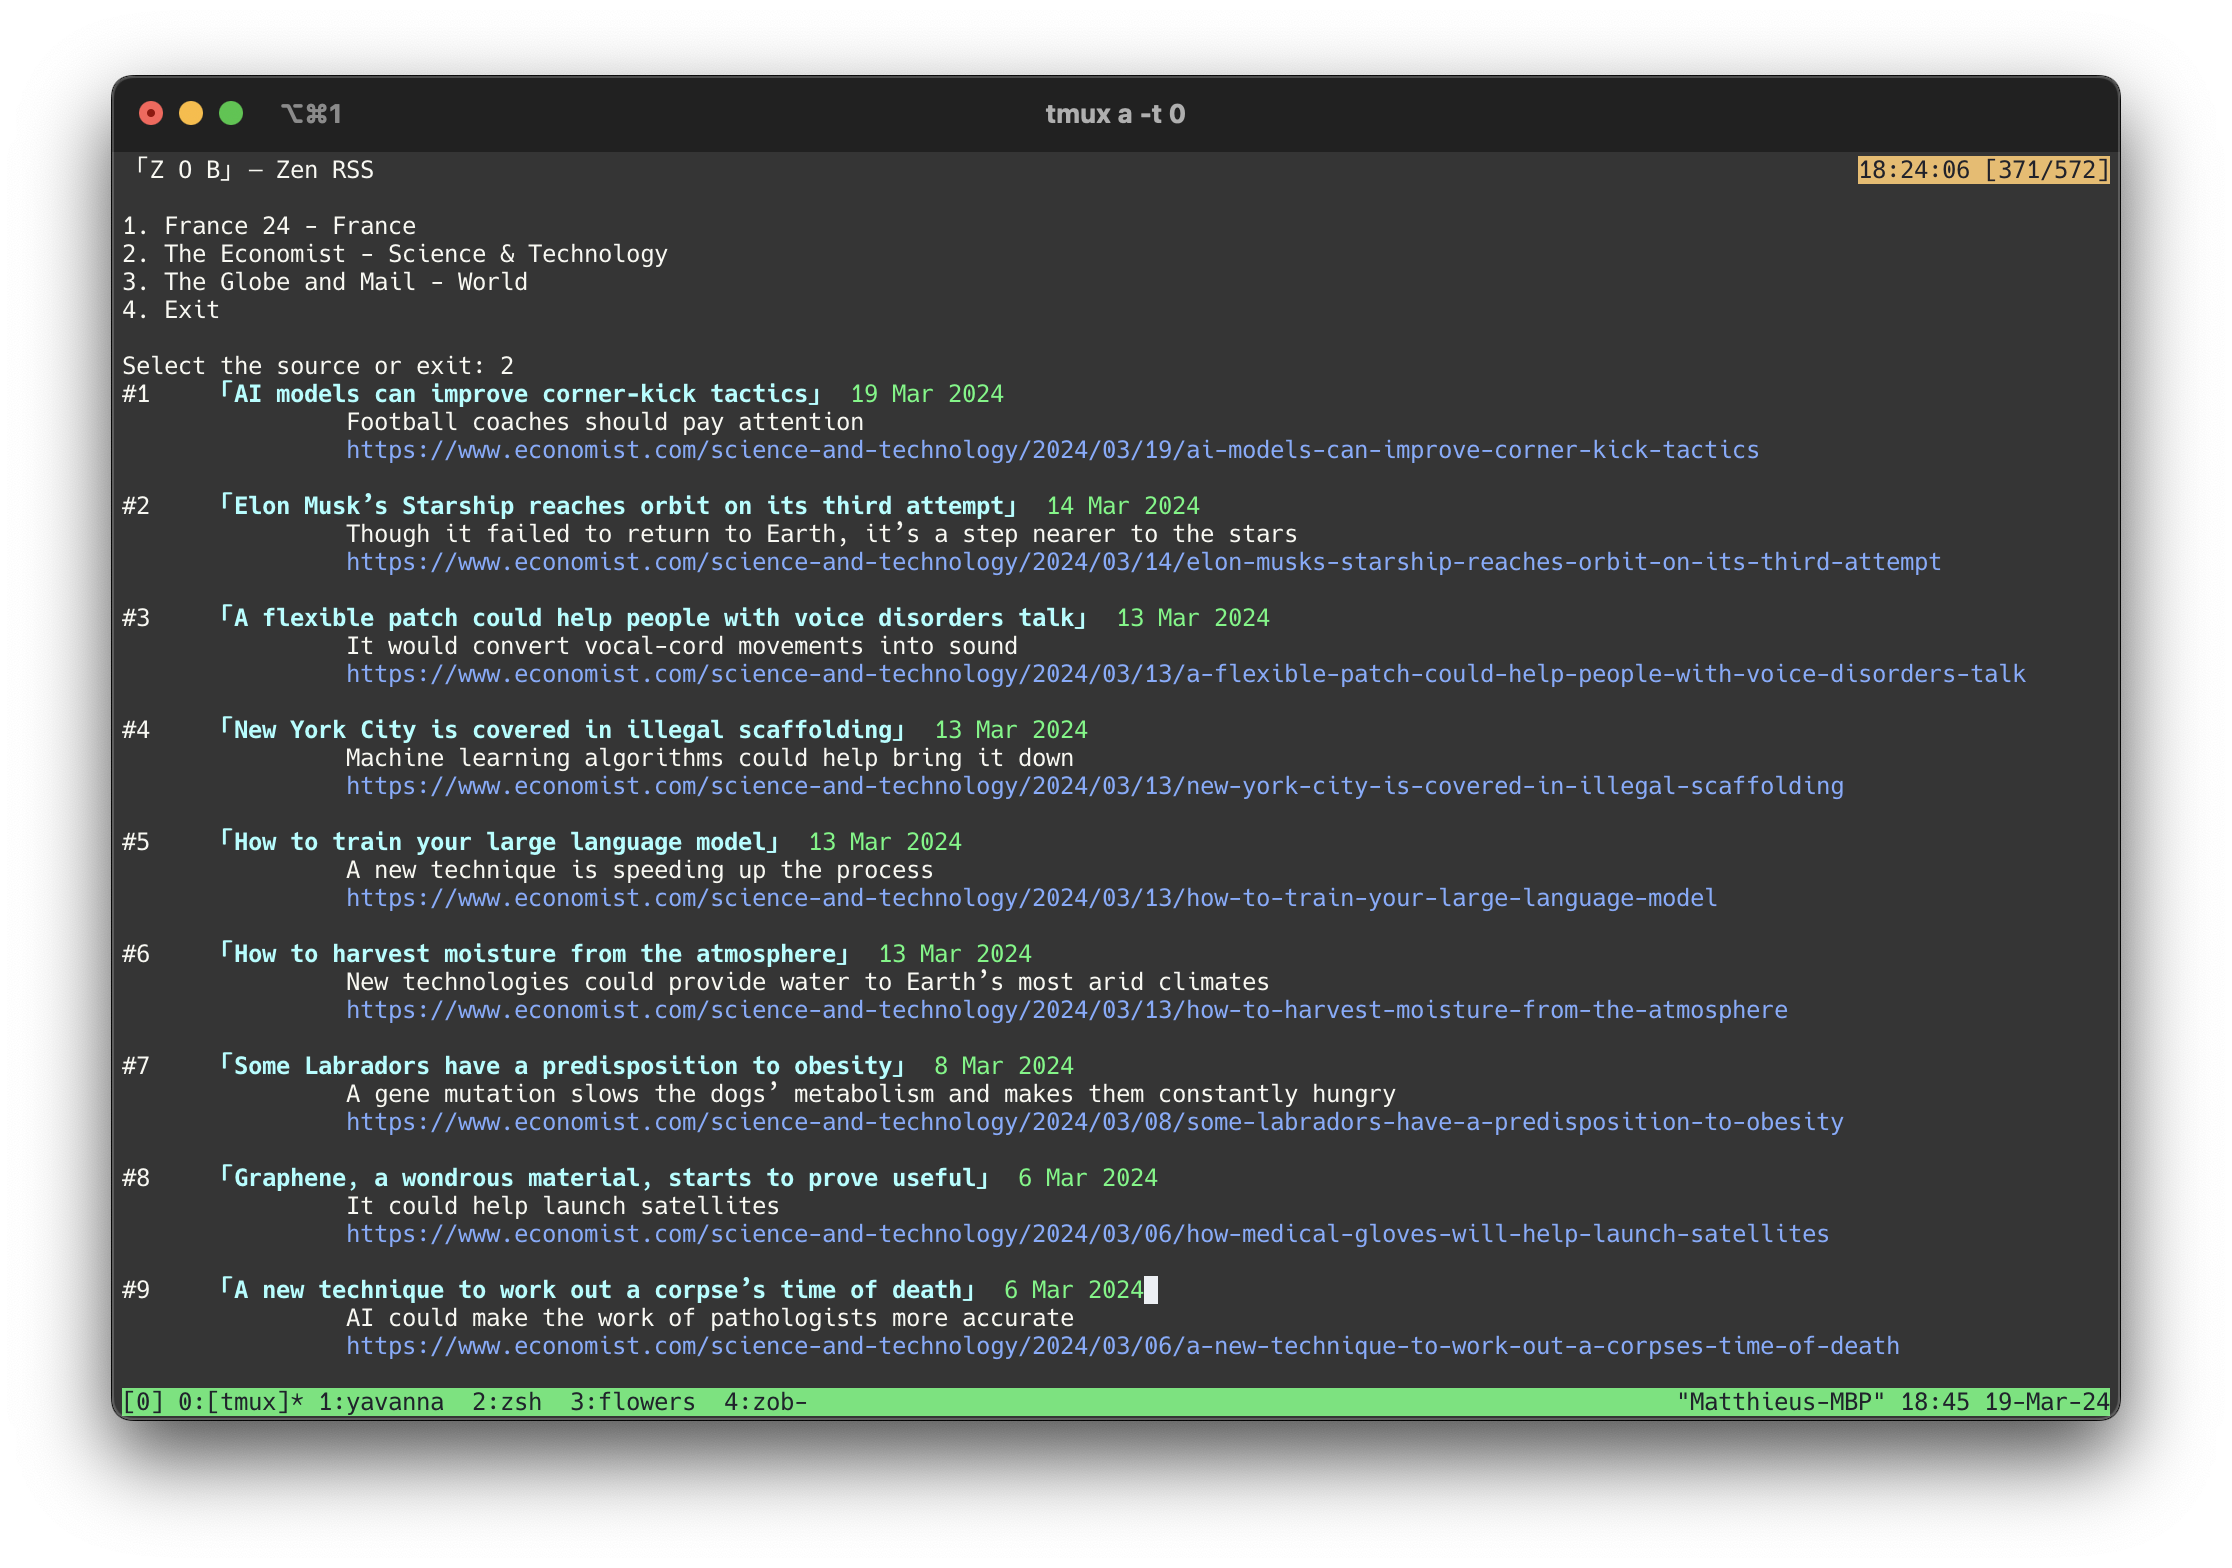 ⌥⌘1 tmux a -t 0
「Z O B」 — Zen RSS 18:24:06 [371/572]
1. France 24 - France
2. The Economist - Science & Technology
3. The Globe and Mail - World
4. Exit
Select the source or exit: 2
#1 「AI models can improve corner-kick tactics」 19 Mar 2024
Football coaches should pay attention
https://www.economist.com/science-and-technology/2024/03/19/ai-models-can-improve-corner-kick-tactics
#2 「Elon Musk’s Starship reaches orbit on its third attempt」 14 Mar 2024
Though it failed to return to Earth, it’s a step nearer to the stars
https://www.economist.com/science-and-technology/2024/03/14/elon-musks-starship-reaches-orbit-on-its-third-attempt
#3 「A flexible patch could help people with voice disorders talk」 13 Mar 2024
It would convert vocal-cord movements into sound
https://www.economist.com/science-and-technology/2024/03/13/a-flexible-patch-could-help-people-with-voice-disorders-talk
#4 「New York City is covered in illegal scaffolding」 13 Mar 2024
Machine learning algorithms could help bring it down
https://www.economist.com/science-and-technology/2024/03/13/new-york-city-is-covered-in-illegal-scaffolding
#5 「How to train your large language model」 13 Mar 2024
A new technique is speeding up the process
https://www.economist.com/science-and-technology/2024/03/13/how-to-train-your-large-language-model
#6 「How to harvest moisture from the atmosphere」 13 Mar 2024
New technologies could provide water to Earth’s most arid climates
https://www.economist.com/science-and-technology/2024/03/13/how-to-harvest-moisture-from-the-atmosphere
#7 「Some Labradors have a predisposition to obesity」 8 Mar 2024
A gene mutation slows the dogs’ metabolism and makes them constantly hungry
https://www.economist.com/science-and-technology/2024/03/08/some-labradors-have-a-predisposition-to-obesity
#8 「Graphene, a wondrous material, starts to prove useful」 6 Mar 2024
It could help launch satellites
https://www.economist.com/science-and-technology/2024/03/06/how-medical-gloves-will-help-launch-satellites
#9 「A new technique to work out a corpse’s time of death」 6 Mar 2024
AI could make the work of pathologists more accurate
https://www.economist.com/science-and-technology/2024/03/06/a-new-technique-to-work-out-a-corpses-time-of-death
[0] 0:[tmux]* 1:yavanna 2:zsh 3:flowers 4:zob- "Matthieus-MBP" 18:45 19-Mar-24